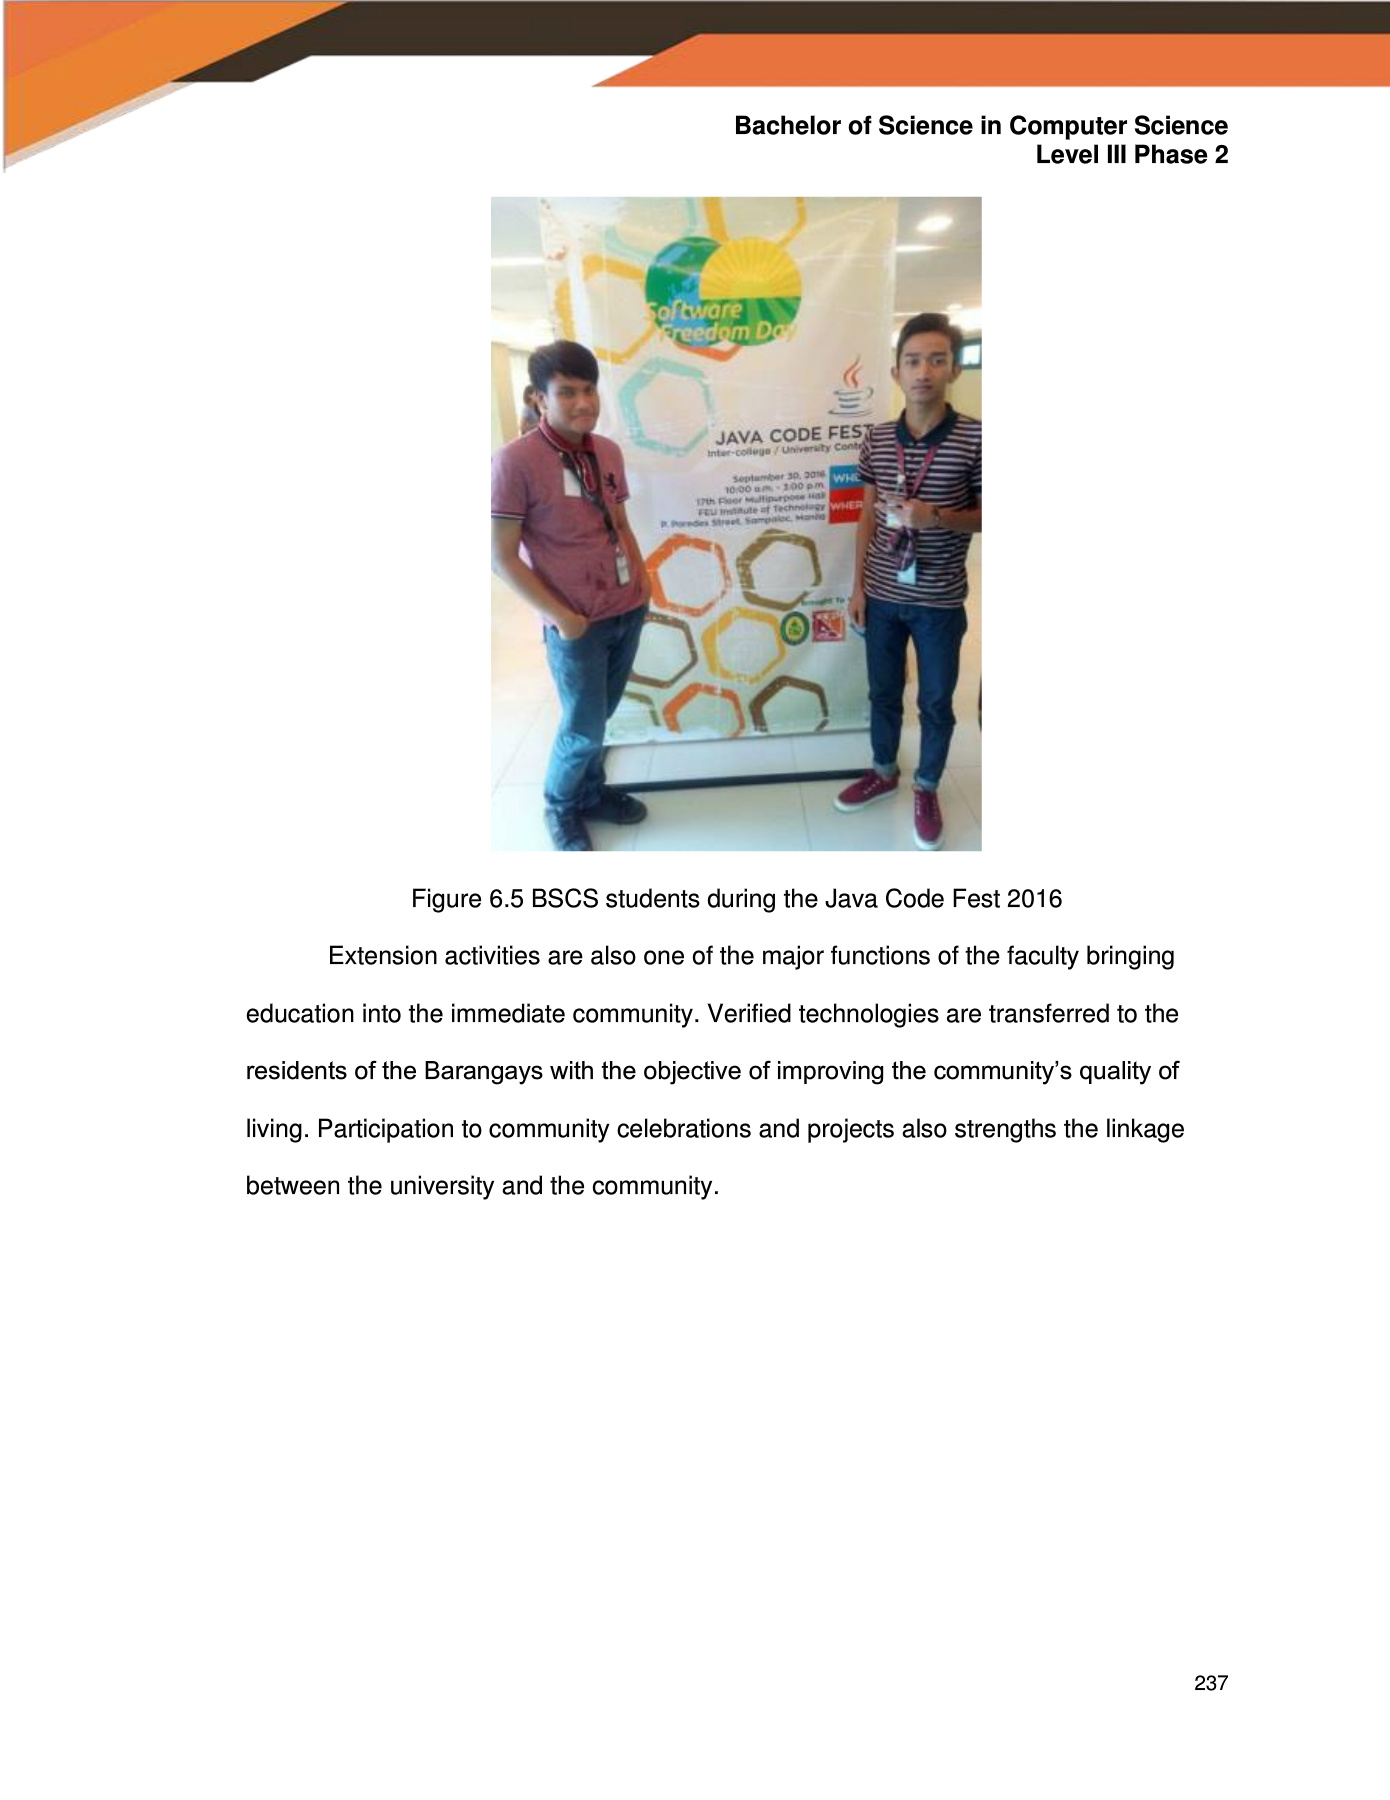 Bachelor of Science in Computer Science
Level III Phase 2
Software
Freedom Day
JAVA CODE FEST
Inter-college / University
September 30, 2016
10:00 a.m. - 3:00 p.m.
17th Floor Multipurpose Hall
FEU Institute of Technology
P. Paredes Street, Sampaloc, Manila
WHE
WHER
Brought To
Figure 6.5 BSCS students during the Java Code Fest 2016
Extension activities are also one of the major functions of the faculty bringing
education into the immediate community. Verified technologies are transferred to the
residents of the Barangays with the objective of improving the community’s quality of
living. Participation to community celebrations and projects also strengths the linkage
between the university and the community.
237